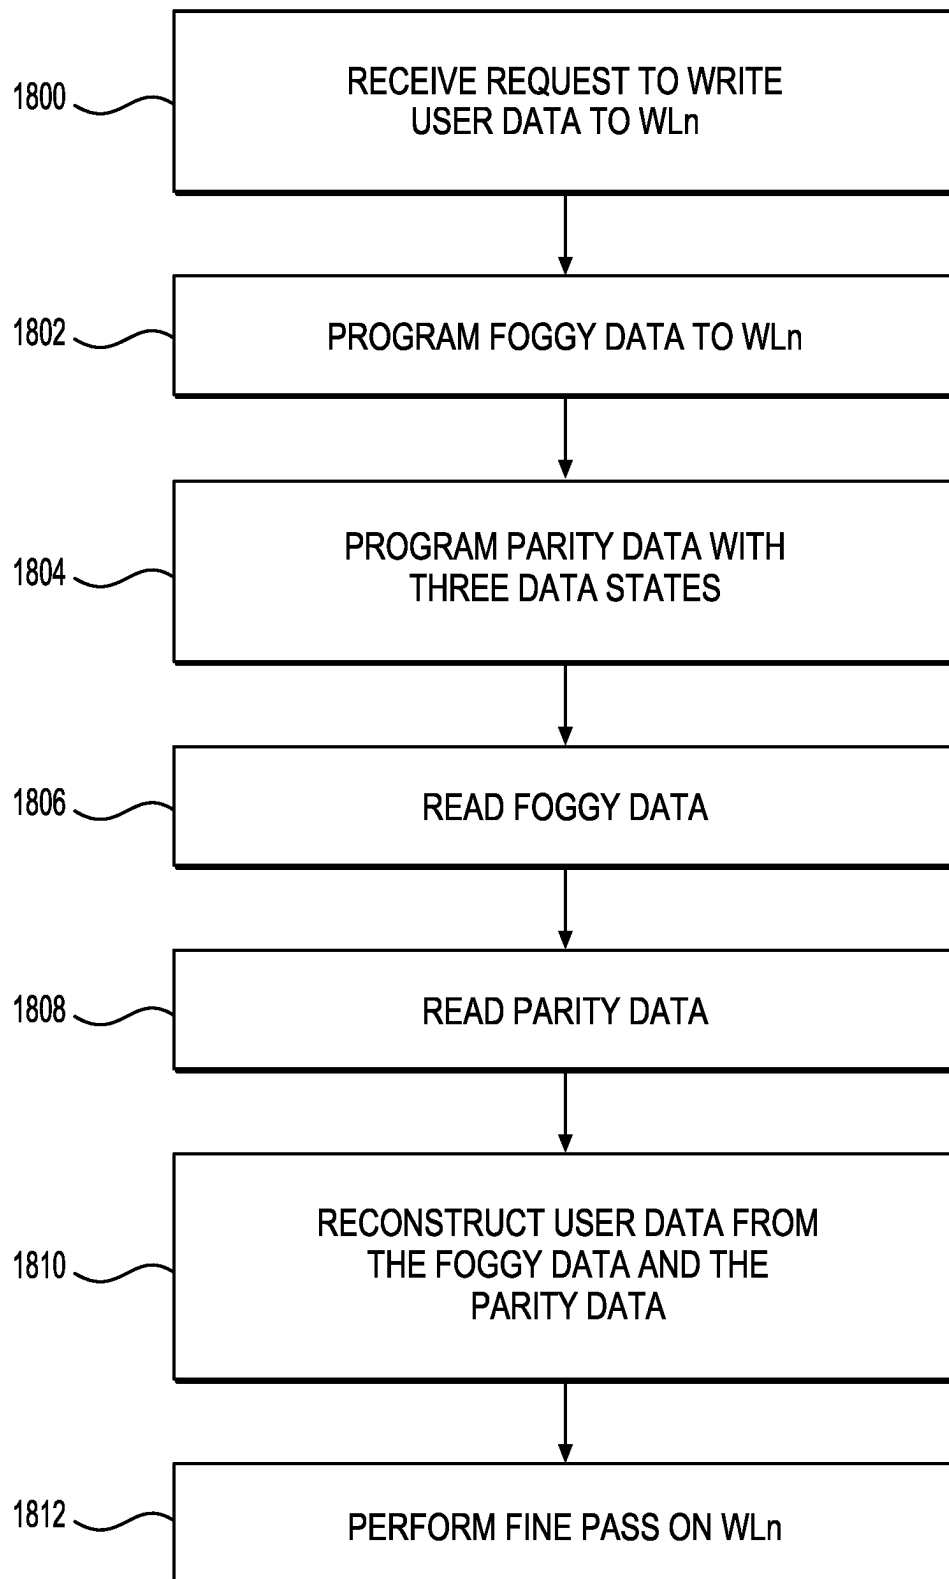 1800
RECEIVE REQUEST TO WRITE
USER DATA TO WLn
1802
PROGRAM FOGGY DATA TO WLn
1804
PROGRAM PARITY DATA WITH
THREE DATA STATES
1806
READ FOGGY DATA
1808
READ PARITY DATA
1810
RECONSTRUCT USER DATA FROM
THE FOGGY DATA AND THE
PARITY DATA
1812
PERFORM FINE PASS ON WLn